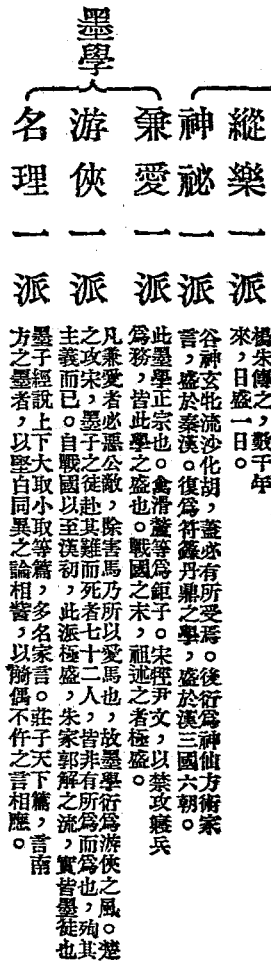 縱樂一派
楊朱傳之，數千年
來，日盛一日。
神祕一派
谷神玄牝流沙化胡，蓋必有所受焉。後衍爲神仙方術家
言，盛於秦漢。復爲符籙丹鼎之學，盛於漢三國六朝。
墨學
兼愛一派
此墨學正宗也。禽滑釐等爲鉅子。宋俓尹文，以禁攻寢兵
爲務，皆此學之盛也。戰國之末，祖述之者極盛。
游俠一派
凡兼愛者必惡公敵，除害馬乃所以愛馬也，故墨學衍爲游俠之風。楚
之攻宋，墨子之徒赴其難而死者七十二人，皆非有所爲而爲也，殉其
主義而已。自戰國以至漢初，此派極盛，朱家郭解之流，實皆墨徒也
名理一派
墨子經說上下大取小取等篇，多名家言。莊子天下篇，言南
方之墨者，以堅白同異之論相訾，以觭偶不仵之言相應。